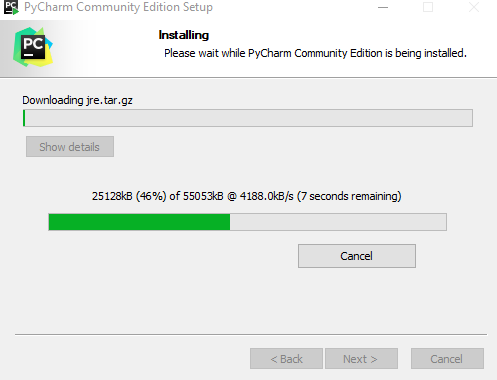 PC PyCharm Community Edition Setup
PC
Installing
Please wait while PyCharm Community Edition is being installed.
Downloading jre.tar.gz
Show details
25128kB (46%) of 55053kB @ 4188.0kB/s (7 seconds remaining)
Cancel
< Back Next > Cancel